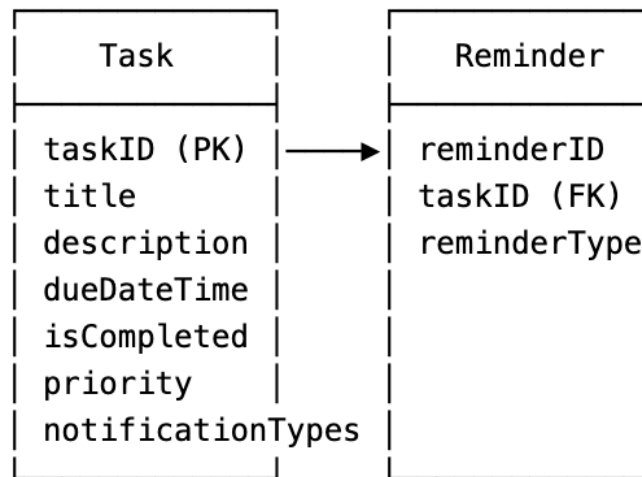 Task
taskID (PK)
title
description
dueDateTime
isCompleted
priority
notificationTypes
Reminder
reminderID
taskID (FK)
reminderType